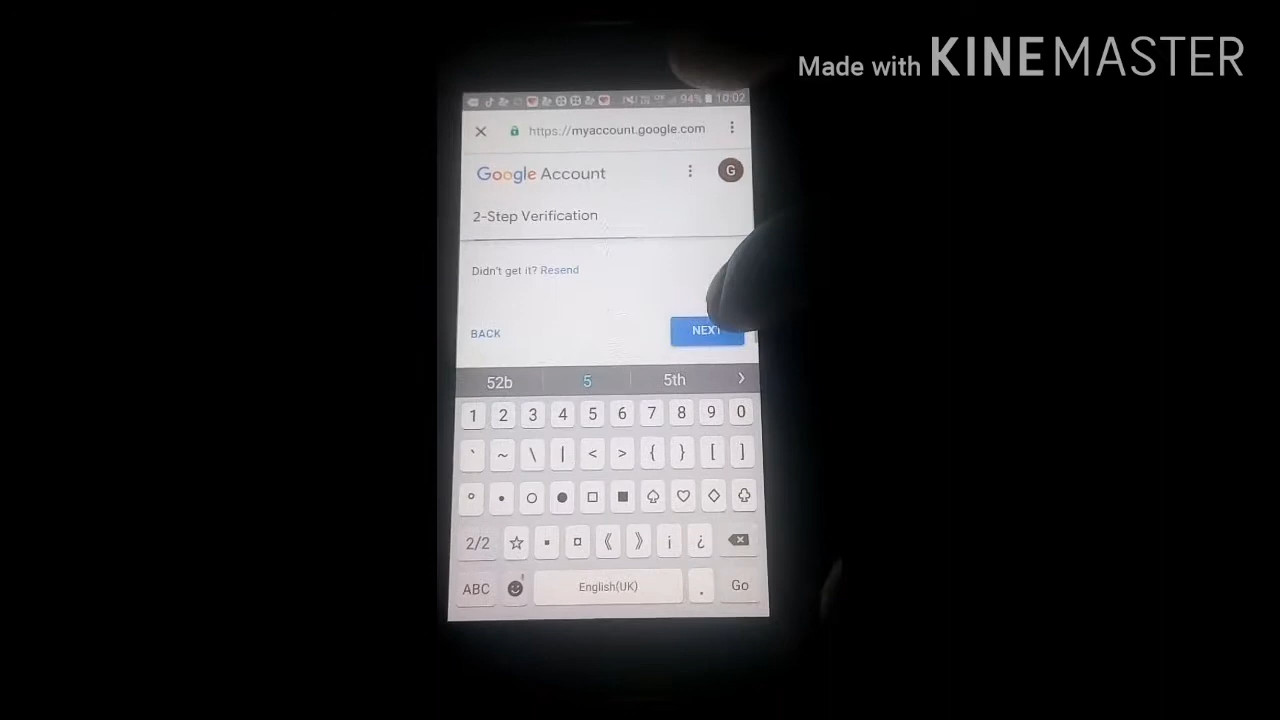 Made with KINEMASTER
94% 10:02
https://myaccount.google.com
Google Account
G
2-Step Verification
Didn't get it? Resend
BACK
NEXT
52b 5 5th >
1 2 3 4 5 6 7 8 9 0
` ~ \ | < > { } [ ]
° • ○ ● □ ■ ♤ ♡ ◇ ♧
2/2 ☆ ▪ ¤ 《 》 ¡ ¿
ABC English(UK) . Go